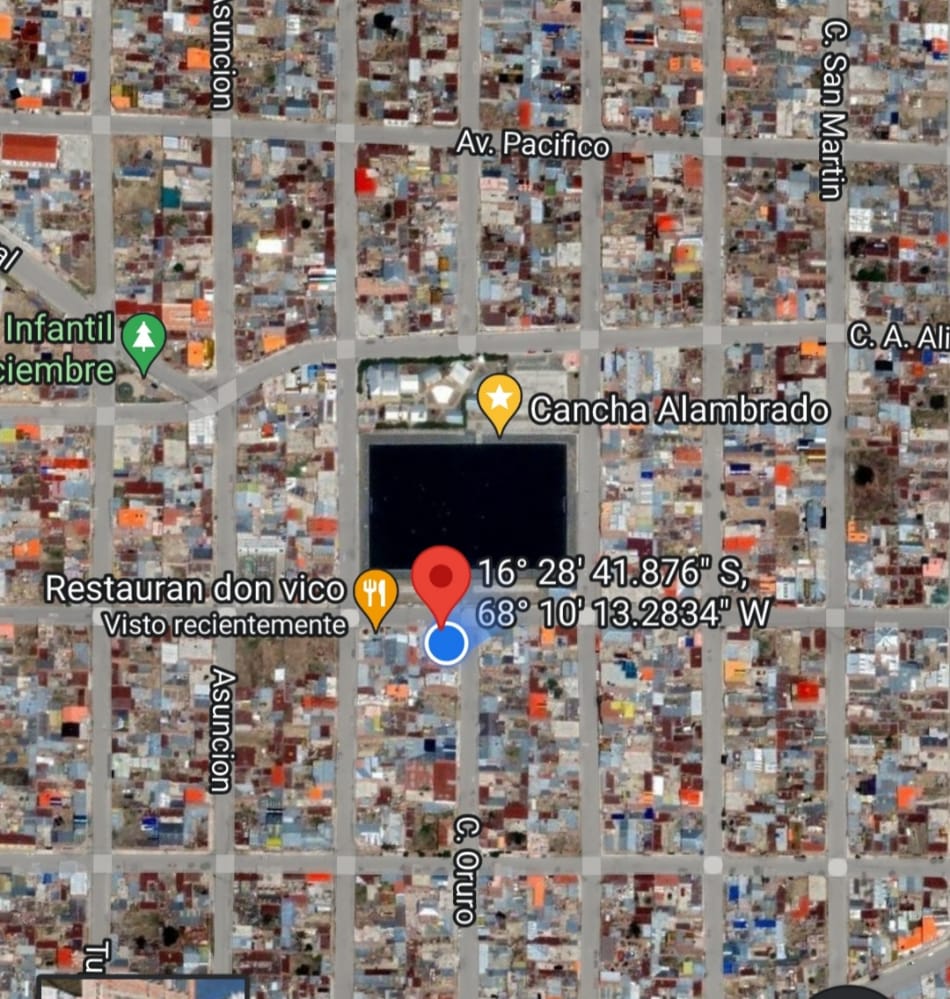 Asuncion
C. San Martin
Av. Pacifico
al
Infantil
ciembre
C. A. Ali
Cancha Alambrado
Restauran don vico
Visto recientemente
16° 28' 41.876" S,
68° 10' 13.2834" W
Asuncion
C. Oruro
Tu